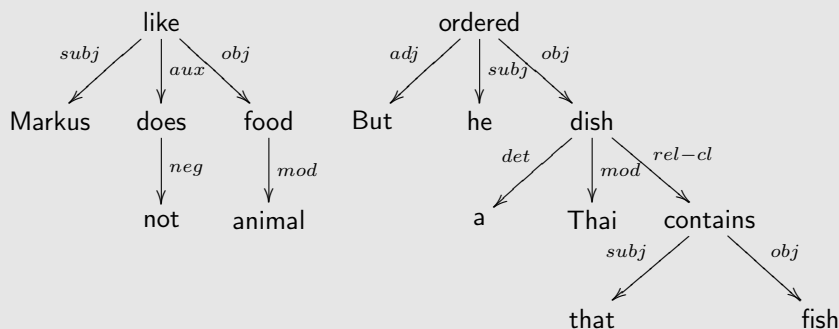 like ordered
subj aux obj adj subj obj
Markus does food But he dish
neg mod det mod rel−cl
not animal a Thai contains
subj obj
that fish